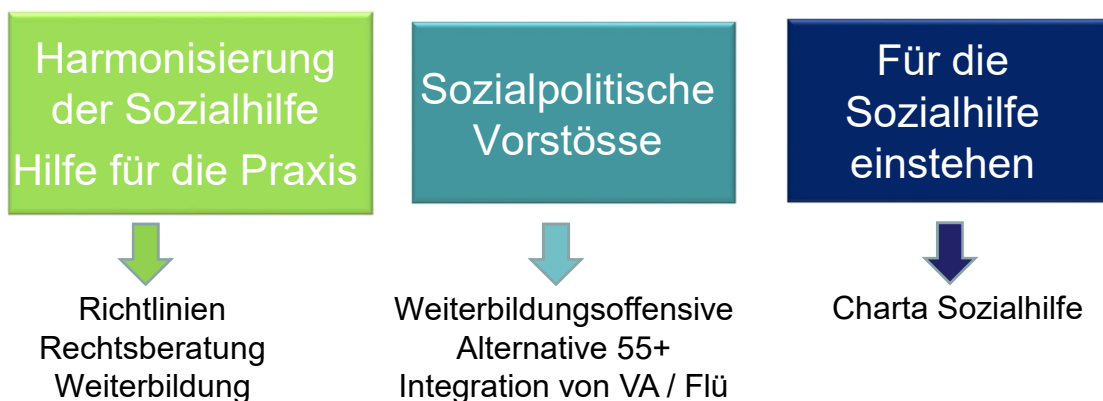 Harmonisierung
der Sozialhilfe
Hilfe für die Praxis
Sozialpolitische
Vorstösse
Für die
Sozialhilfe
einstehen
Richtlinien
Rechtsberatung
Weiterbildung
Weiterbildungsoffensive
Alternative 55+
Integration von VA / Flü
Charta Sozialhilfe